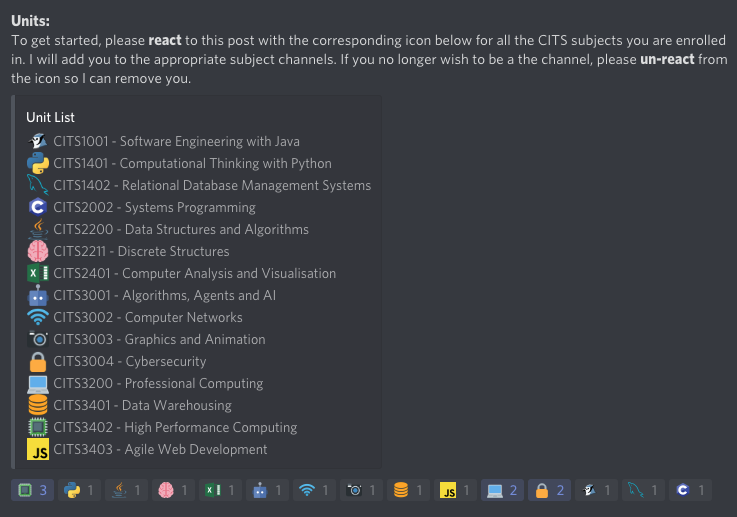 Units:
To get started, please react to this post with the corresponding icon below for all the CITS subjects you are enrolled
in. I will add you to the appropriate subject channels. If you no longer wish to be a the channel, please un-react from
the icon so I can remove you.
Unit List
CITS1001 - Software Engineering with Java
CITS1401 - Computational Thinking with Python
CITS1402 - Relational Database Management Systems
C CITS2002 - Systems Programming
CITS2200 - Data Structures and Algorithms
CITS2211 - Discrete Structures
X CITS2401 - Computer Analysis and Visualisation
CITS3001 - Algorithms, Agents and AI
CITS3002 - Computer Networks
CITS3003 - Graphics and Animation
CITS3004 - Cybersecurity
CITS3200 - Professional Computing
CITS3401 - Data Warehousing
CITS3402 - High Performance Computing
JS CITS3403 - Agile Web Development
3 1 1 1 X 1 1 1 1 1 JS 1 2 2 1 1 C 1